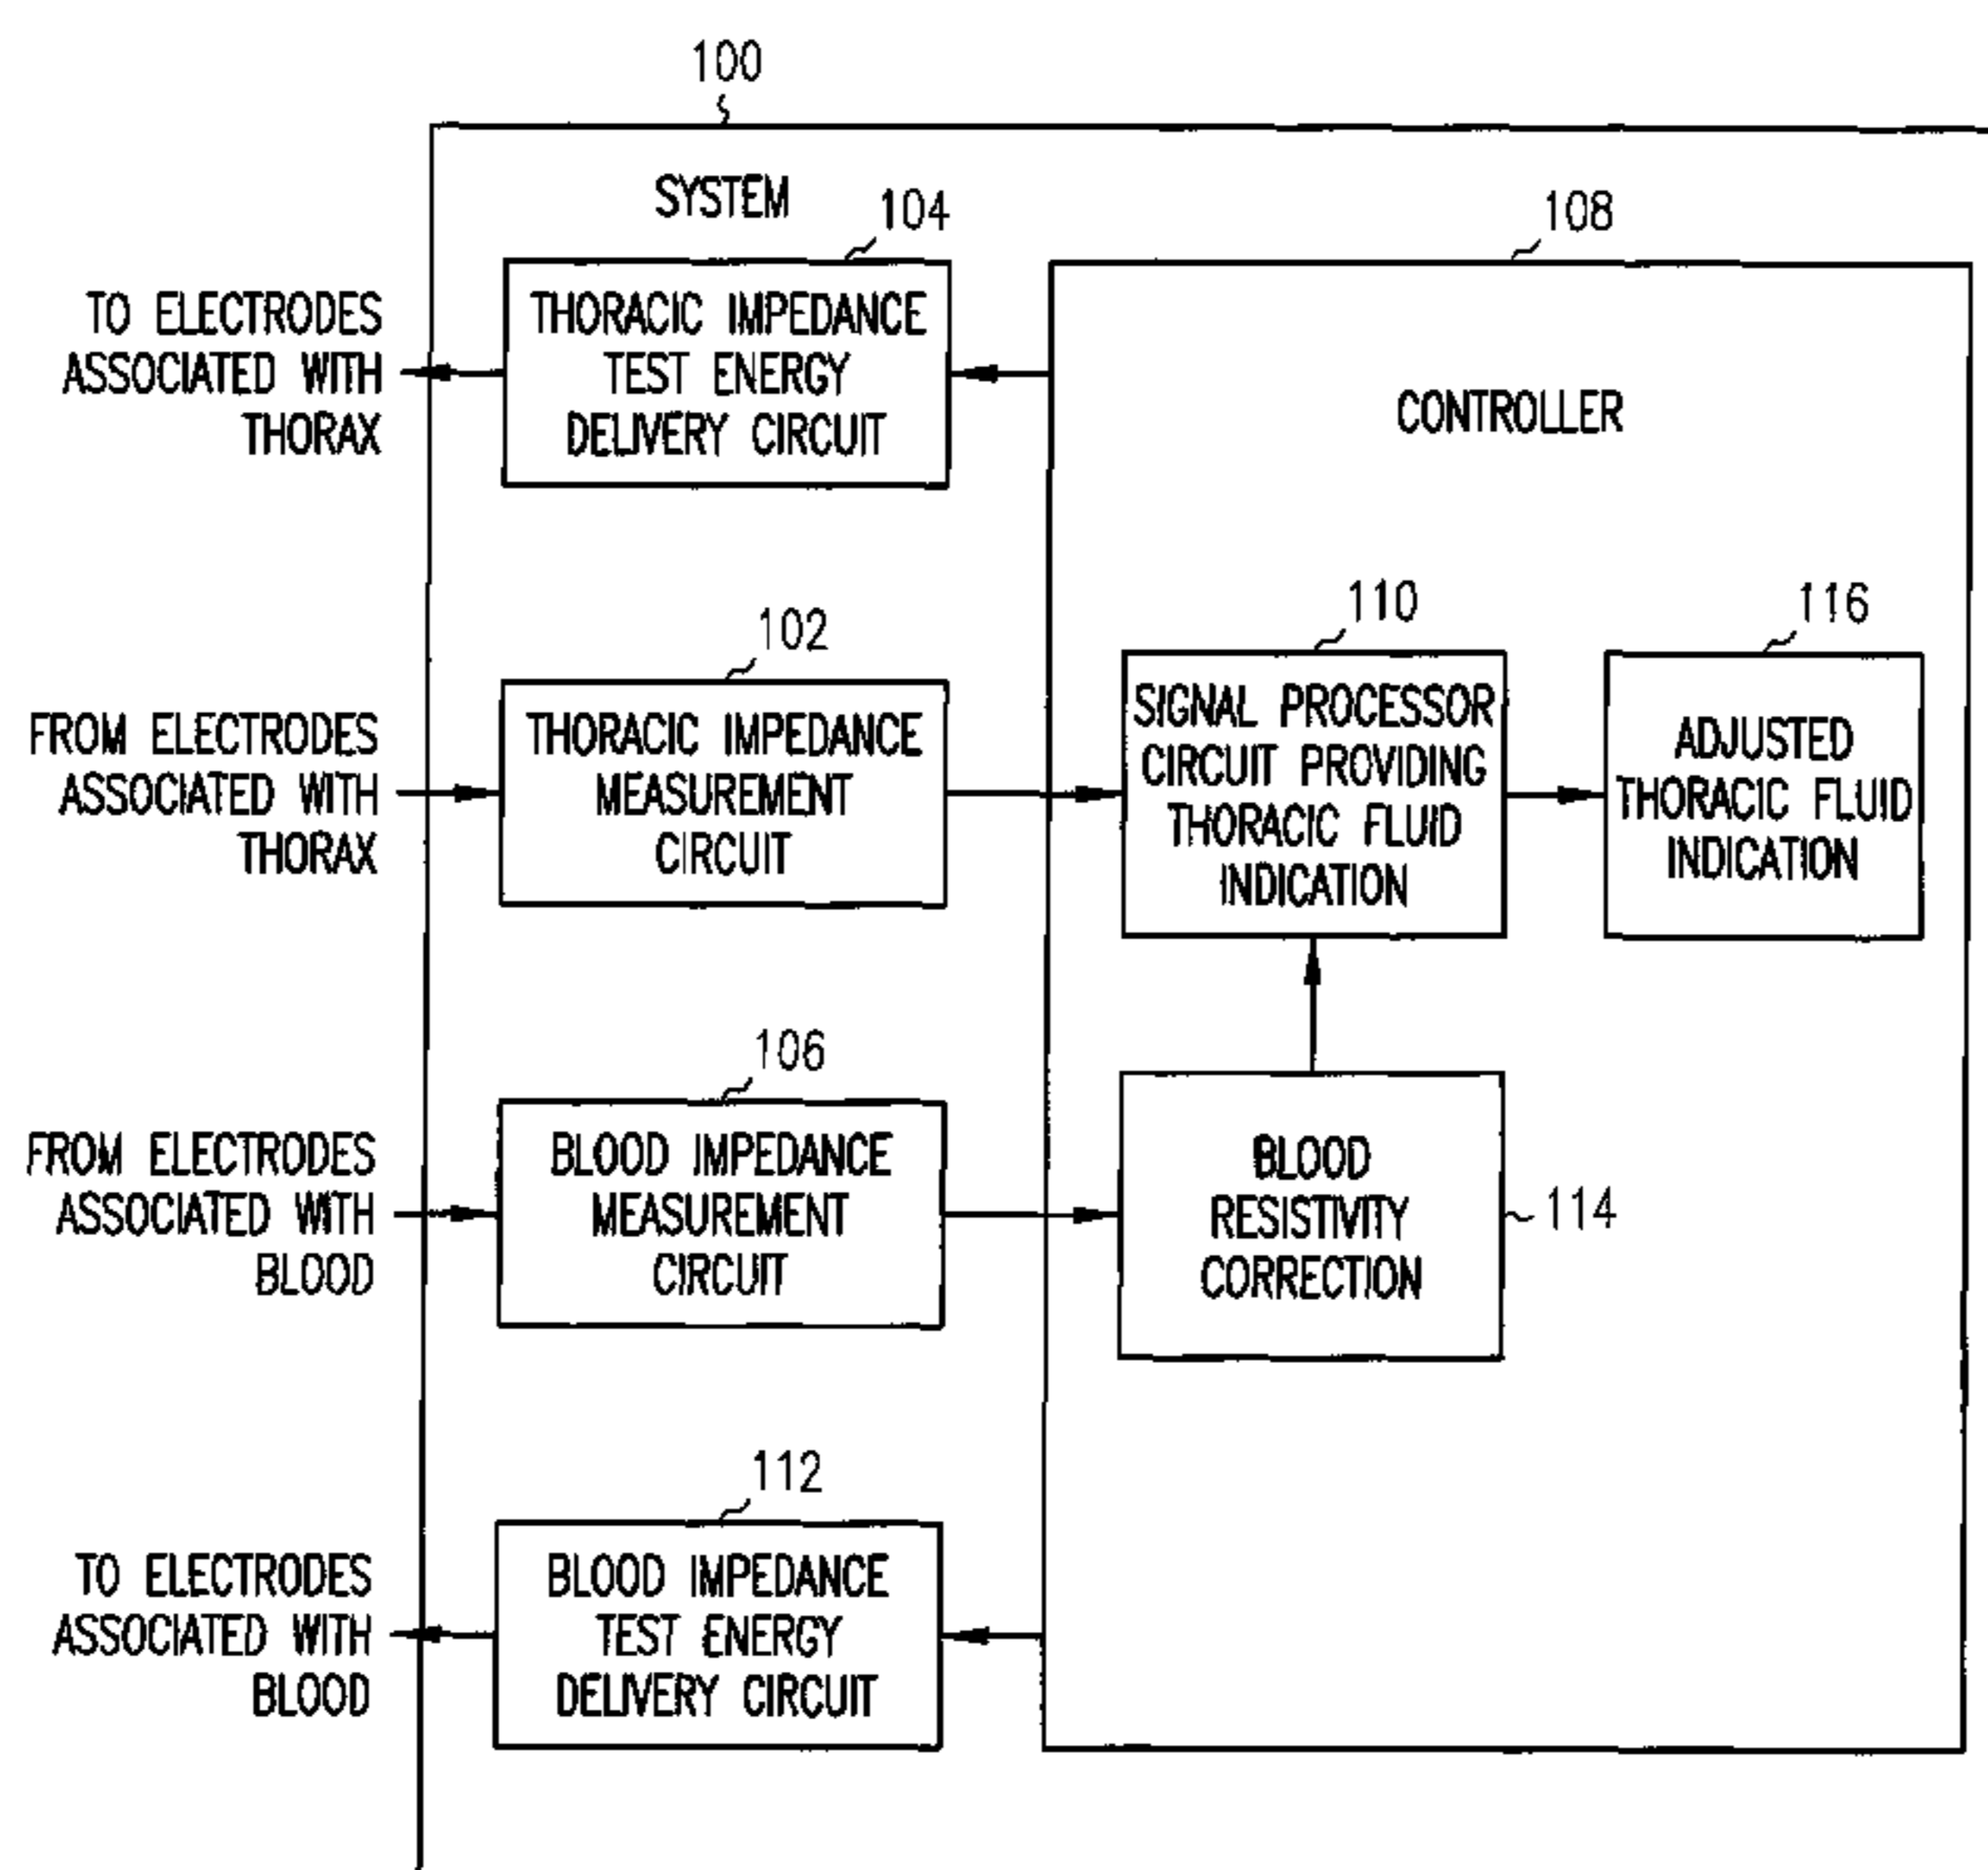 100
SYSTEM
104
108
TO ELECTRODES
ASSOCIATED WITH
THORAX
THORACIC IMPEDANCE
TEST ENERGY
DELIVERY CIRCUIT
CONTROLLER
102
110
116
FROM ELECTRODES
ASSOCIATED WITH
THORAX
THORACIC IMPEDANCE
MEASUREMENT
CIRCUIT
SIGNAL PROCESSOR
CIRCUIT PROVIDING
THORACIC FLUID
INDICATION
ADJUSTED
THORACIC FLUID
INDICATION
106
FROM ELECTRODES
ASSOCIATED WITH
BLOOD
BLOOD IMPEDANCE
MEASUREMENT
CIRCUIT
BLOOD
RESISTIVITY
CORRECTION
114
112
TO ELECTRODES
ASSOCIATED WITH
BLOOD
BLOOD IMPEDANCE
TEST ENERGY
DELIVERY CIRCUIT